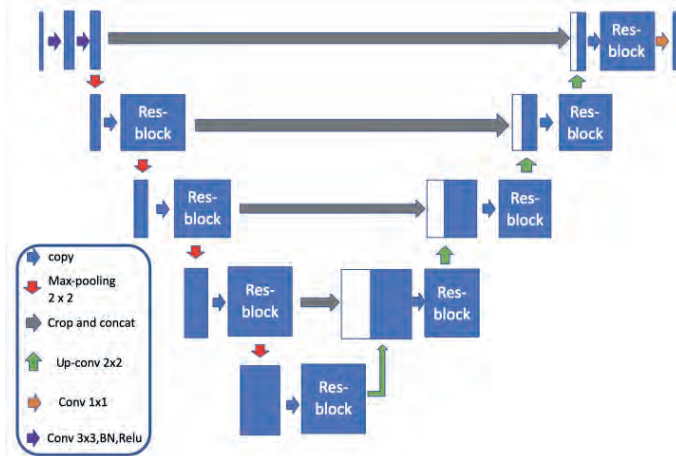 Res-
block
Res-
block
Res-
block
Res-
block
Res-
block
Res-
block
Res-
block
Res-
block
Res-
block
copy
Max-pooling
2 x 2
Crop and concat
Up-conv 2x2
Conv 1x1
Conv 3x3,BN,Relu